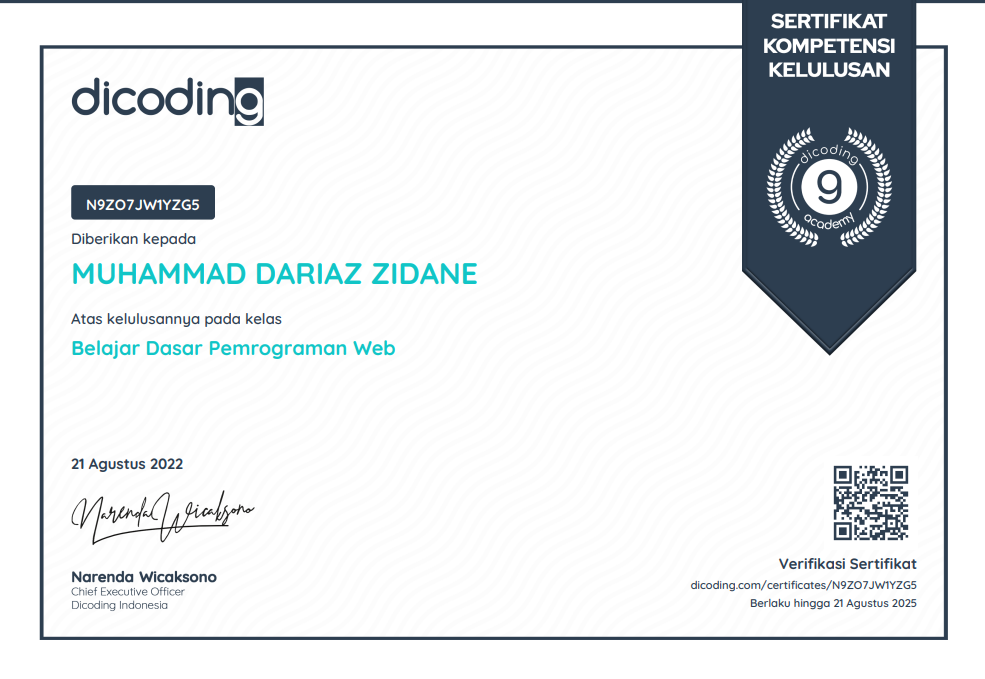 SERTIFIKAT
KOMPETENSI
KELULUSAN
dicoding
dicoding
9
academy
N9ZO7JW1YZG5
Diberikan kepada
MUHAMMAD DARIAZ ZIDANE
Atas kelulusannya pada kelas
Belajar Dasar Pemrograman Web
21 Agustus 2022
Narenda Wicaksono
Narenda Wicaksono
Chief Executive Officer
Dicoding Indonesia
Verifikasi Sertifikat
dicoding.com/certificates/N9ZO7JW1YZG5
Berlaku hingga 21 Agustus 2025